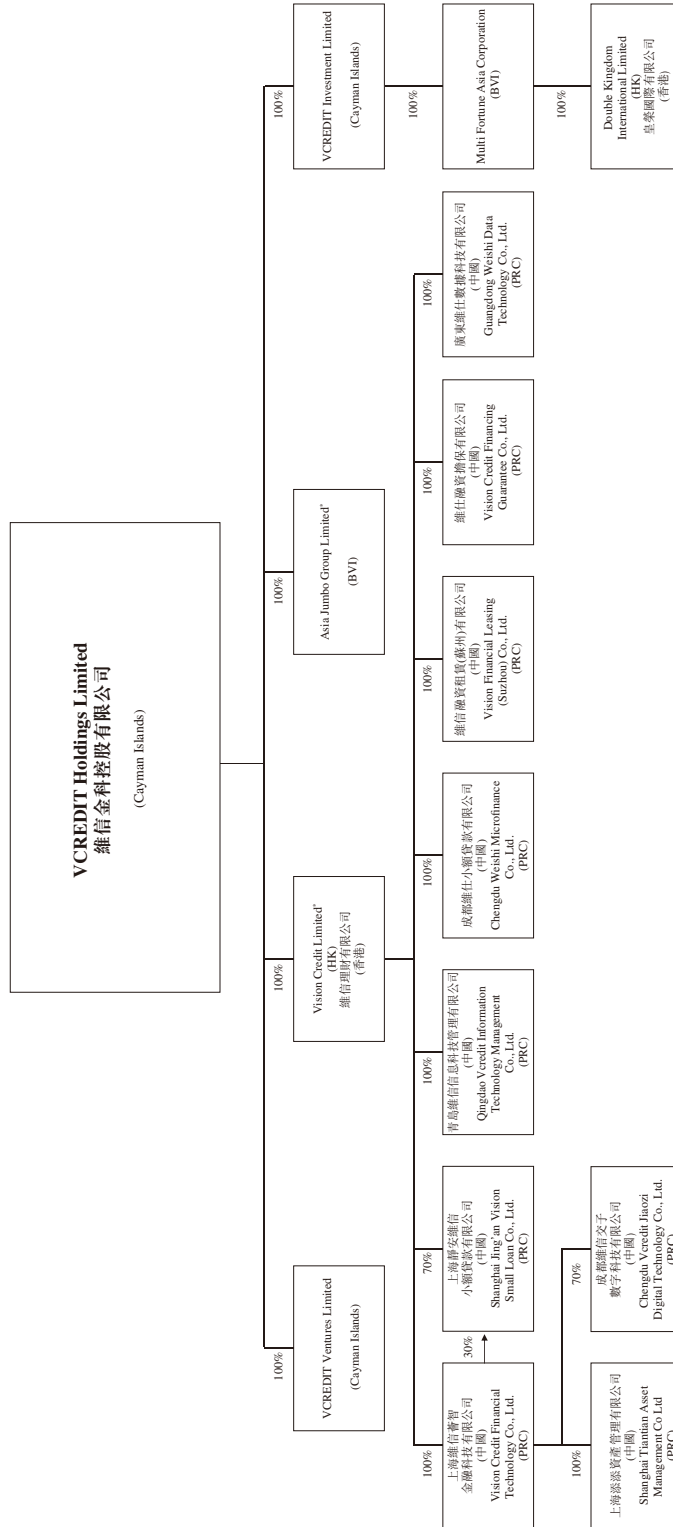 VCREDIT Holdings Limited
維信金科控股有限公司
(Cayman Islands)
100%
100%
100%
100%
VCREDIT Ventures Limited
(Cayman Islands)
Vision Credit Limited*
(HK)
維信理財有限公司
(香港)
Asia Jumbo Group Limited*
(BVI)
VCREDIT Investment Limited
(Cayman Islands)
100%
70%
100%
100%
100%
100%
100%
100%
上海維信薈智
金融科技有限公司
(中國)
Vision Credit Financial
Technology Co., Ltd.
(PRC)
30%
上海靜安維信
小額貸款有限公司
(中國)
Shanghai Jing'an Vision
Small Loan Co., Ltd.
(PRC)
青島維信信息科技管理有限公司
(中國)
Qingdao Vcredit Information
Technology Management
Co., Ltd.
(PRC)
成都維仕小額貸款有限公司
(中國)
Chengdu Weishi Microfinance
Co., Ltd.
(PRC)
維信融資租賃(蘇州)有限公司
(中國)
Vision Financial Leasing
(Suzhou) Co., Ltd.
(PRC)
維仕融資擔保有限公司
(中國)
Vision Credit Financing
Guarantee Co., Ltd.
(PRC)
廣東維仕數據科技有限公司
(中國)
Guangdong Weishi Data
Technology Co., Ltd.
(PRC)
Multi Fortune Asia Corporation
(BVI)
100%
70%
100%
上海添添資產管理有限公司
(中國)
Shanghai Tiantian Asset
Management Co Ltd
(PRC)
成都維信交子
數字科技有限公司
(中國)
Chengdu Vcredit Jiaozi
Digital Technology Co., Ltd.
(PRC)
Double Kingdom
International Limited
(HK)
皇榮國際有限公司
(香港)